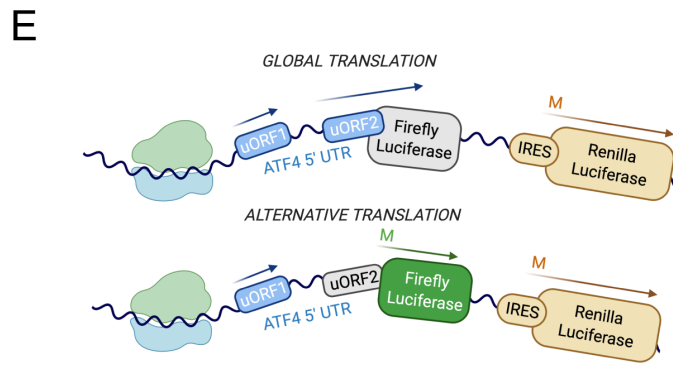 E
GLOBAL TRANSLATION
M
uORF1
uORF2
Firefly
Luciferase
ATF4 5' UTR
IRES
Renilla
Luciferase
ALTERNATIVE TRANSLATION
M
M
uORF1
uORF2
Firefly
Luciferase
ATF4 5' UTR
IRES
Renilla
Luciferase